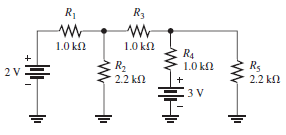 R₁ R₃
1.0 kΩ 1.0 kΩ
R₄
1.0 kΩ
R₂
2.2 kΩ
R₅
2.2 kΩ
+
2 V
−
+
3 V
−